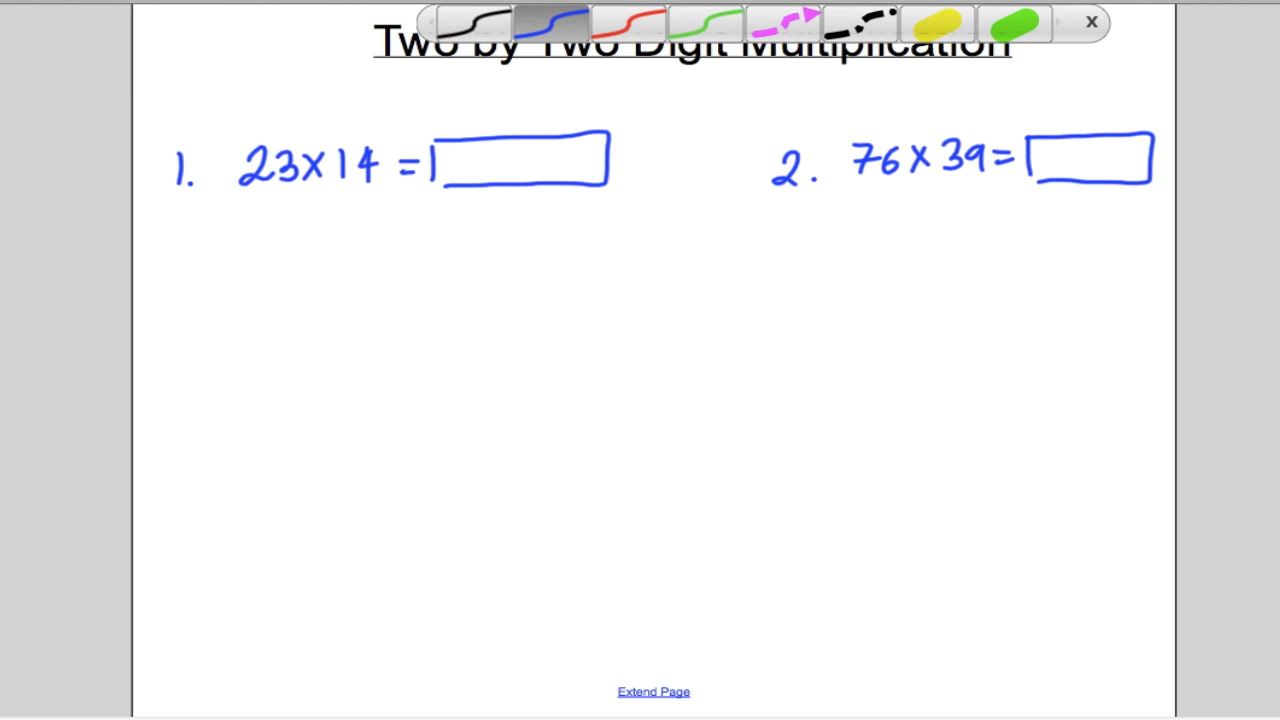 Two by Two Digit Multiplication
x
1. 23x14 =
2. 76x39=
Extend Page